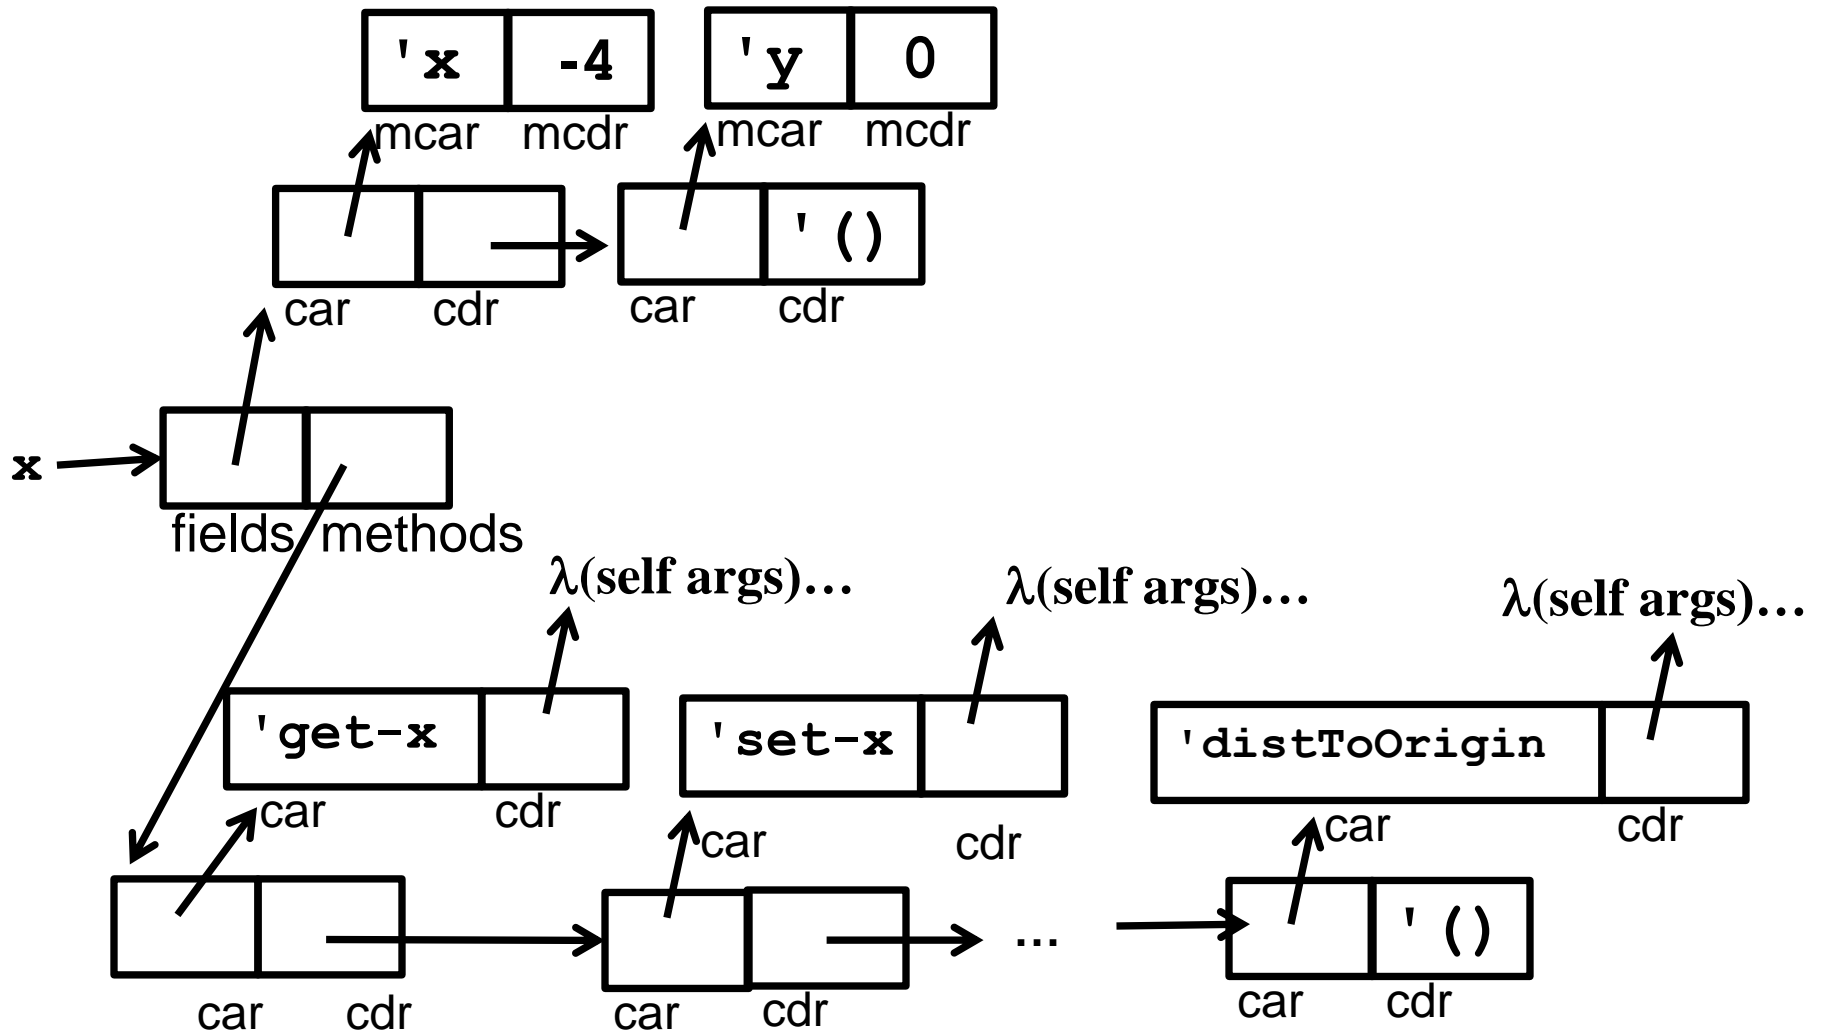 'x -4 'y 0
mcar mcdr mcar mcdr
'()
car cdr car cdr
x
fields methods
λ(self args)… λ(self args)… λ(self args)…
'get-x 'set-x 'distToOrigin
car cdr car cdr car cdr
… '()
car cdr car cdr car cdr